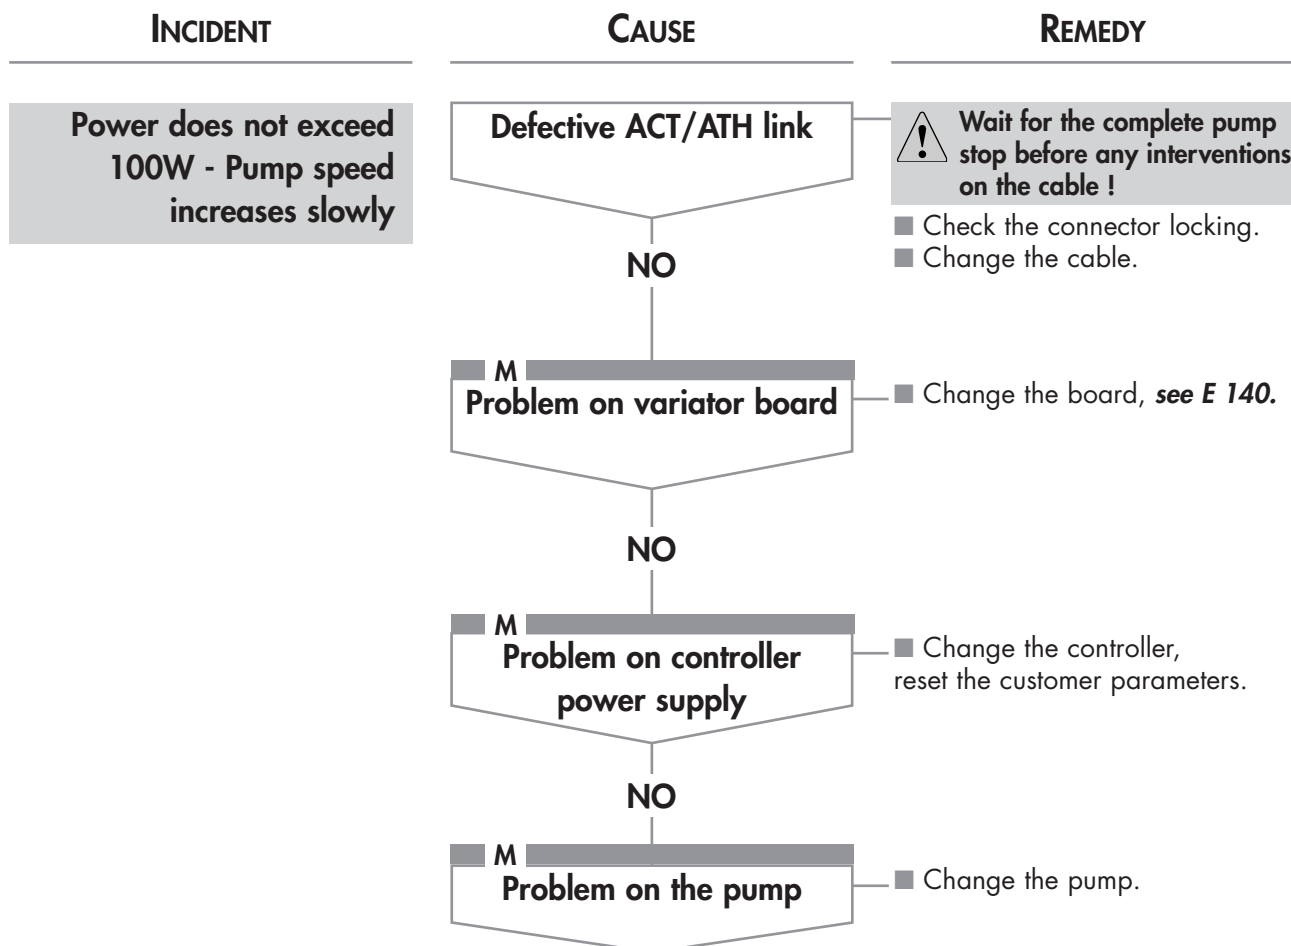 INCIDENT
CAUSE
REMEDY
Power does not exceed
100W - Pump speed
increases slowly
Defective ACT/ATH link
Wait for the complete pump
stop before any interventions
on the cable !
Check the connector locking.
Change the cable.
NO
M
Problem on variator board
Change the board, see E 140.
NO
M
Problem on controller
power supply
Change the controller,
reset the customer parameters.
NO
M
Problem on the pump
Change the pump.